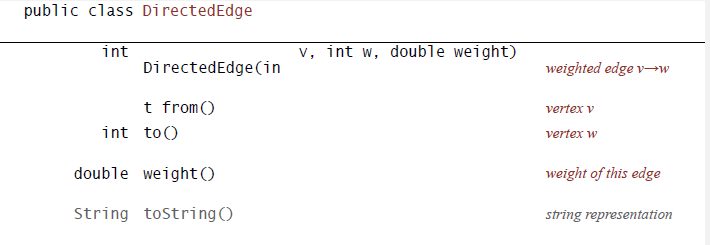 public class DirectedEdge
int v, int w, double weight)
DirectedEdge(in weighted edge v→w
t from() vertex v
int to() vertex w
double weight() weight of this edge
String toString() string representation